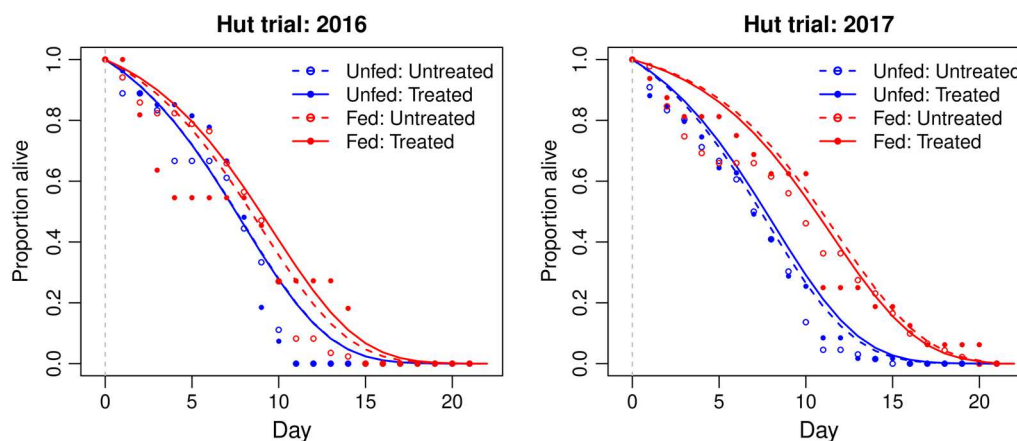 Hut trial: 2016
Proportion alive
1.0
0.8
0.6
0.4
0.2
0.0
Unfed: Untreated
Unfed: Treated
Fed: Untreated
Fed: Treated
0 5 10 15 20
Day
Hut trial: 2017
Proportion alive
1.0
0.8
0.6
0.4
0.2
0.0
Unfed: Untreated
Unfed: Treated
Fed: Untreated
Fed: Treated
0 5 10 15 20
Day